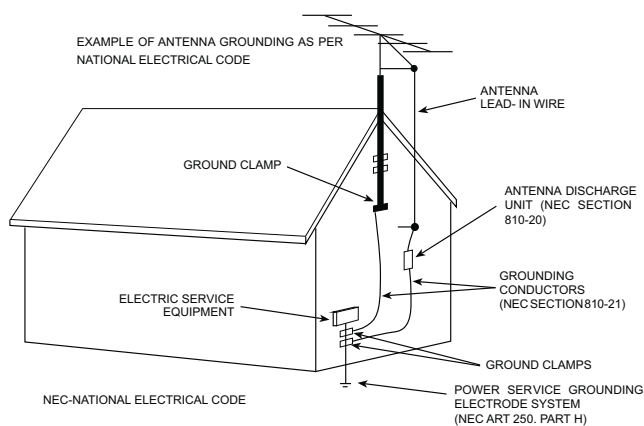 EXAMPLE OF ANTENNA GROUNDING AS PER
NATIONAL ELECTRICAL CODE
ANTENNA
LEAD- IN WIRE
GROUND CLAMP
ANTENNA DISCHARGE
UNIT (NEC SECTION
810-20)
ELECTRIC SERVICE
EQUIPMENT
GROUNDING
CONDUCTORS
(NEC SECTION 810-21)
GROUND CLAMPS
NEC-NATIONAL ELECTRICAL CODE
POWER SERVICE GROUNDING
ELECTRODE SYSTEM
(NEC ART 250. PART H)